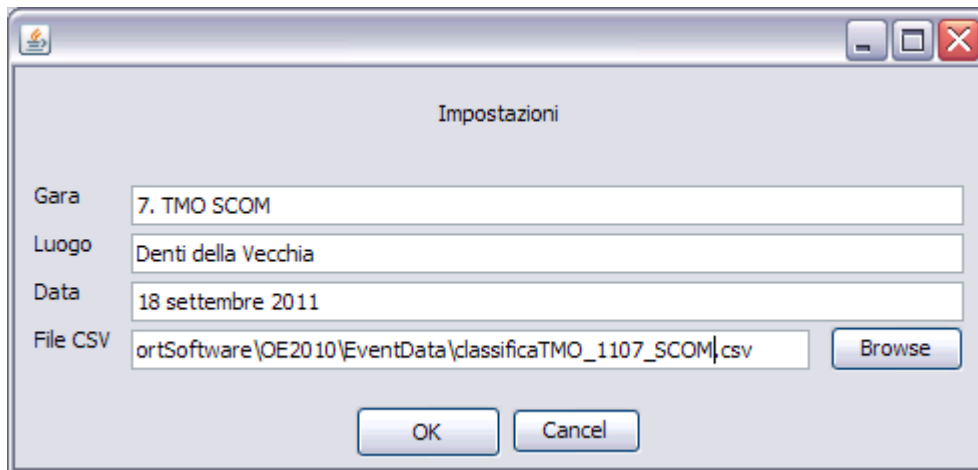 Impostazioni
Gara 7. TMO SCOM
Luogo Denti della Vecchia
Data 18 settembre 2011
File CSV ortSoftware\OE2010\EventData\classificaTMO_1107_SCOM.csv Browse
OK Cancel